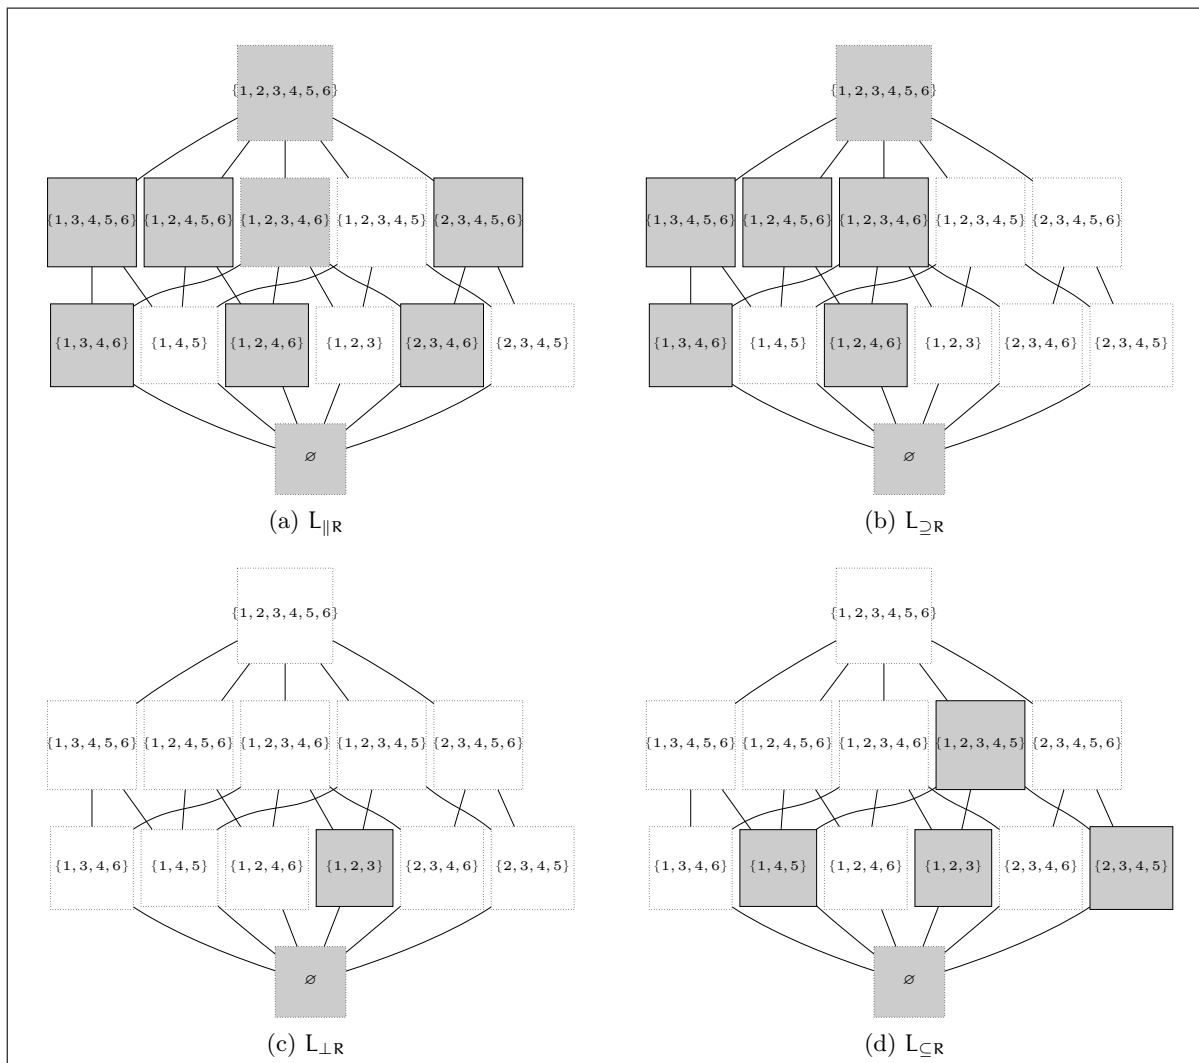 {1, 2, 3, 4, 5, 6} {1, 2, 3, 4, 5, 6}
{1, 3, 4, 5, 6} {1, 2, 4, 5, 6} {1, 2, 3, 4, 6} {1, 2, 3, 4, 5} {2, 3, 4, 5, 6} {1, 3, 4, 5, 6} {1, 2, 4, 5, 6} {1, 2, 3, 4, 6} {1, 2, 3, 4, 5} {2, 3, 4, 5, 6}
{1, 3, 4, 6} {1, 4, 5} {1, 2, 4, 6} {1, 2, 3} {2, 3, 4, 6} {2, 3, 4, 5} {1, 3, 4, 6} {1, 4, 5} {1, 2, 4, 6} {1, 2, 3} {2, 3, 4, 6} {2, 3, 4, 5}
∅ ∅
(a) L∥R (b) L⊇R
{1, 2, 3, 4, 5, 6} {1, 2, 3, 4, 5, 6}
{1, 3, 4, 5, 6} {1, 2, 4, 5, 6} {1, 2, 3, 4, 6} {1, 2, 3, 4, 5} {2, 3, 4, 5, 6} {1, 3, 4, 5, 6} {1, 2, 4, 5, 6} {1, 2, 3, 4, 6} {1, 2, 3, 4, 5} {2, 3, 4, 5, 6}
{1, 3, 4, 6} {1, 4, 5} {1, 2, 4, 6} {1, 2, 3} {2, 3, 4, 6} {2, 3, 4, 5} {1, 3, 4, 6} {1, 4, 5} {1, 2, 4, 6} {1, 2, 3} {2, 3, 4, 6} {2, 3, 4, 5}
∅ ∅
(c) L⊥R (d) L⊆R